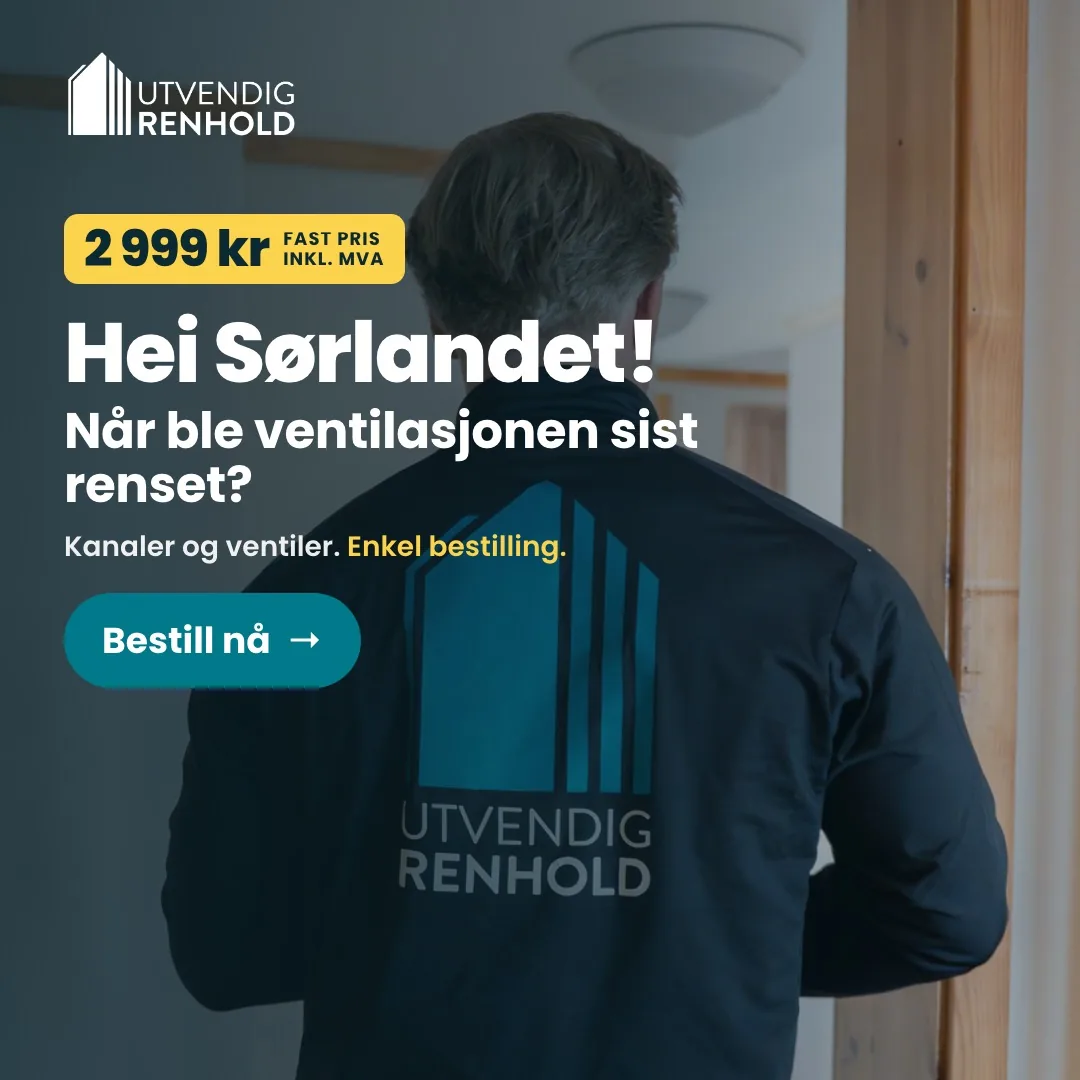 UTVENDIG
RENHOLD
2 999 kr FAST PRIS
INKL. MVA
Hei Sørlandet!
Når ble ventilasjonen sist
renset?
Kanaler og ventiler. Enkel bestilling.
Bestill nå →
UTVENDIG
RENHOLD